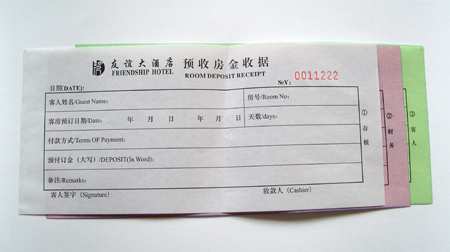 友谊大酒店 预收房金收据
FRIENDSHIP HOTEL ROOM DEPOSIT RECEIPT
日期(DATE): №Y: 0011222
客人姓名/Guest Name: 房号/Room No:
客房预订日期/Date: 年 月 日 年 月 日 天数/days:
付款方式/Terms OF Payment:
预付订金（大写）/DEPOSIT(In Word):
备注/Remarks:
客人签字（Signature) 收款人（Cashier)
①存根
②财务
③客人